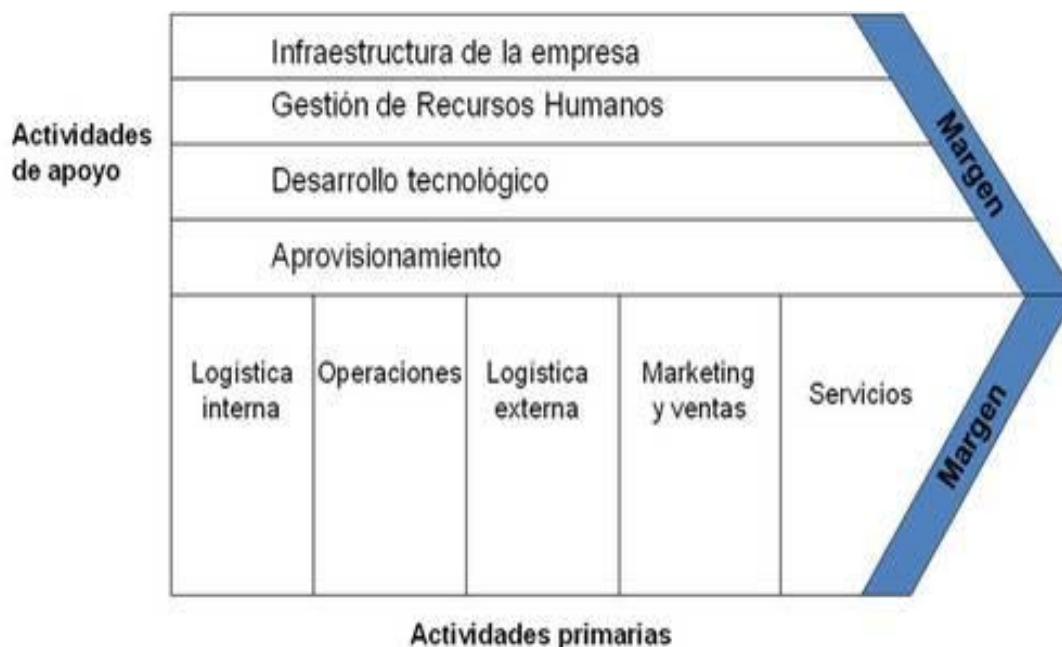 Infraestructura de la empresa
Gestión de Recursos Humanos
Actividades
de apoyo
Desarrollo tecnológico
Aprovisionamiento
Margen
Logística
interna
Operaciones
Logística
externa
Marketing
y ventas
Servicios
Margen
Actividades primarias